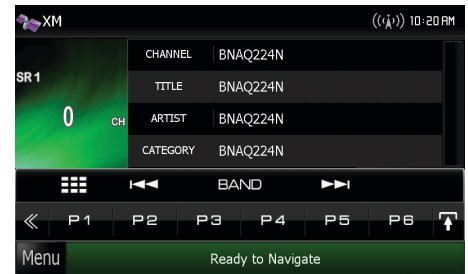 XM 10:20 AM
SR 1
0 CH
CHANNEL BNAQ224N
TITLE BNAQ224N
ARTIST BNAQ224N
CATEGORY BNAQ224N
BAND
P1 P2 P3 P4 P5 P6
Menu Ready to Navigate